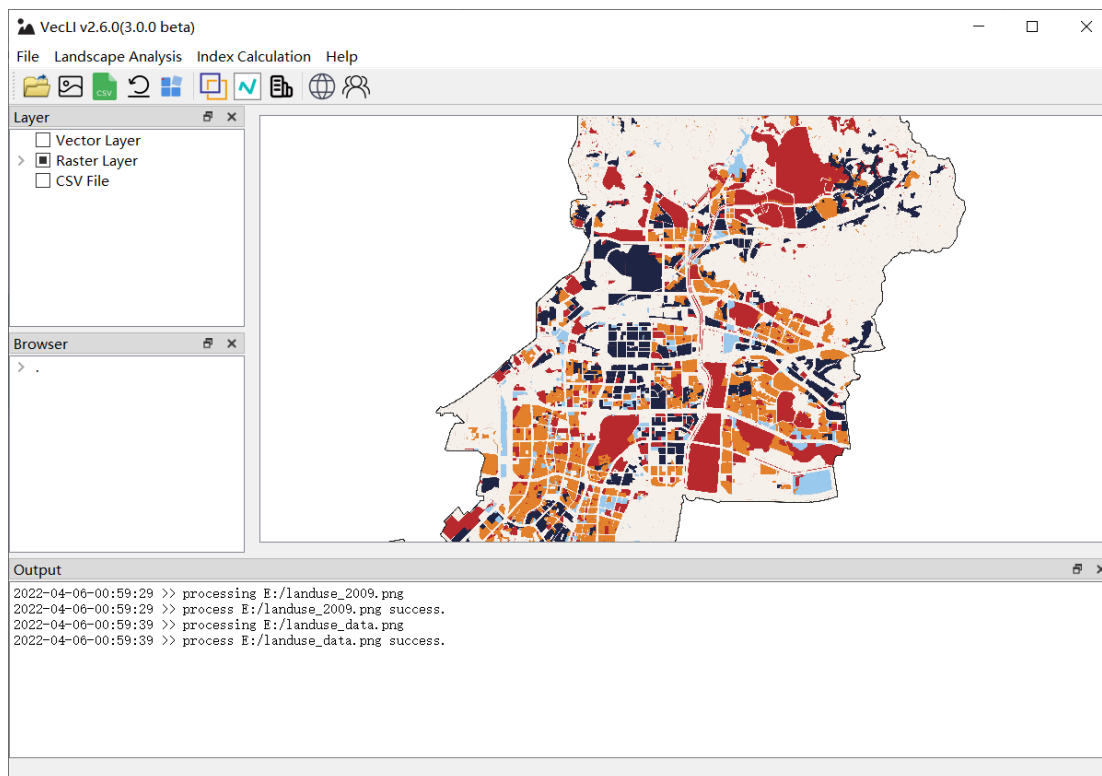 VecLI v2.6.0(3.0.0 beta)
File Landscape Analysis Index Calculation Help
CSV
Layer
Vector Layer
Raster Layer
CSV File
Browser
.
Output
2022-04-06-00:59:29 >> processing E:/landuse_2009.png
2022-04-06-00:59:29 >> process E:/landuse_2009.png success.
2022-04-06-00:59:39 >> processing E:/landuse_data.png
2022-04-06-00:59:39 >> process E:/landuse_data.png success.